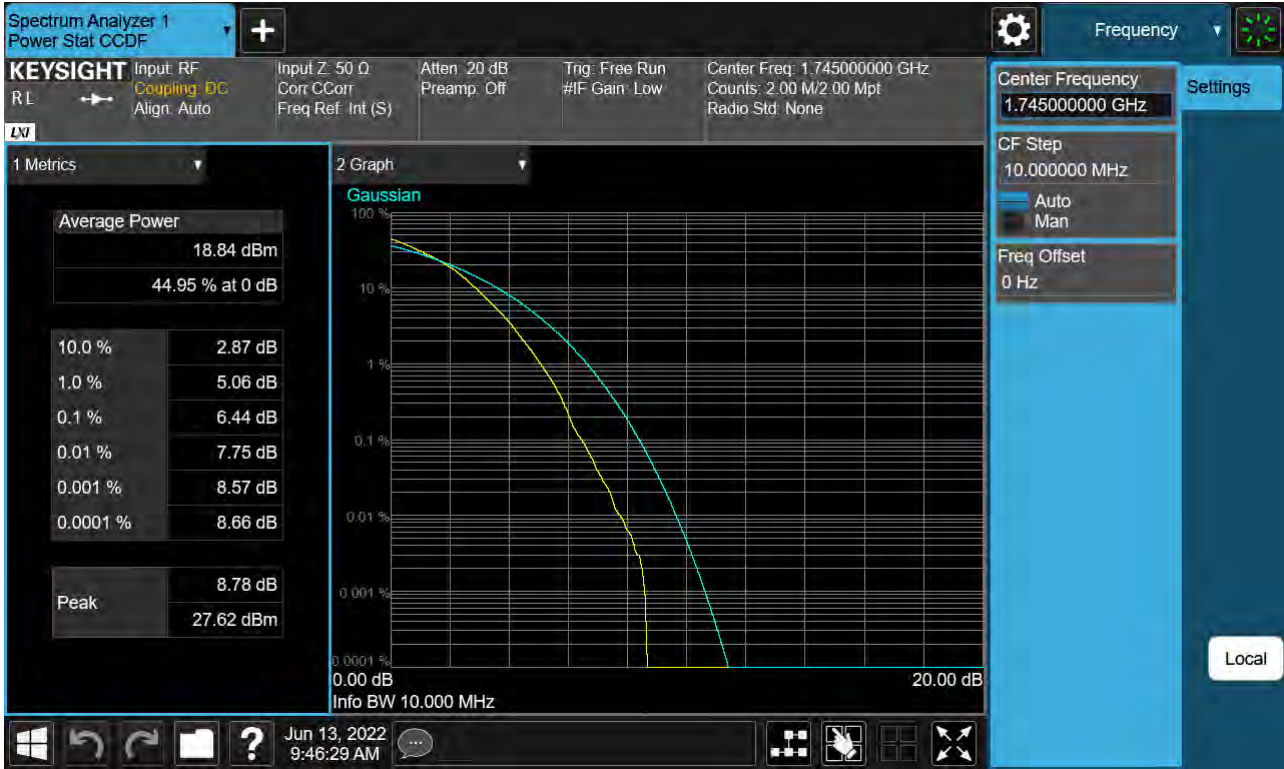 Spectrum Analyzer 1
Power Stat CCDF
+
Frequency
KEYSIGHT
RL
LXI
Input: RF
Coupling: DC
Align: Auto
Input Z: 50 Ω
Corr CCorr
Freq Ref: Int (S)
Atten: 20 dB
Preamp: Off
Trig: Free Run
#IF Gain: Low
Center Freq: 1.745000000 GHz
Counts: 2.00 M/2.00 Mpt
Radio Std: None
Center Frequency
1.745000000 GHz
Settings
CF Step
10.000000 MHz
Auto
Man
Freq Offset
0 Hz
Local
1 Metrics
Average Power
18.84 dBm
44.95 % at 0 dB
10.0 % 2.87 dB
1.0 % 5.06 dB
0.1 % 6.44 dB
0.01 % 7.75 dB
0.001 % 8.57 dB
0.0001 % 8.66 dB
Peak
8.78 dB
27.62 dBm
2 Graph
Gaussian
100 %
10 %
1 %
0.1 %
0.01 %
0.001 %
0.0001 %
0.00 dB 20.00 dB
Info BW 10.000 MHz
?
Jun 13, 2022
9:46:29 AM